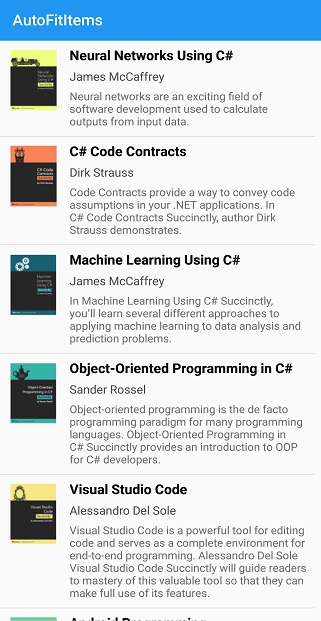 AutoFitItems
Neural Networks Using C#
James McCaffrey
Neural networks are an exciting field of
software development used to calculate
outputs from input data.
C# Code Contracts
Dirk Strauss
Code Contracts provide a way to convey code
assumptions in your .NET applications. In
C# Code Contracts Succinctly, author Dirk
Strauss demonstrates.
Machine Learning Using C#
James McCaffrey
In Machine Learning Using C# Succinctly,
you’ll learn several different approaches to
applying machine learning to data analysis and
prediction problems.
Object-Oriented Programming in C#
Sander Rossel
Object-oriented programming is the de facto
programming paradigm for many programming
languages. Object-Oriented Programming in
C# Succinctly provides an introduction to OOP
for C# developers.
Visual Studio Code
Alessandro Del Sole
Visual Studio Code is a powerful tool for editing
code and serves as a complete environment for
end-to-end programming. Alessandro Del Sole
Visual Studio Code Succinctly will guide readers
to mastery of this valuable tool so that they can
make full use of its features.
Android Programming